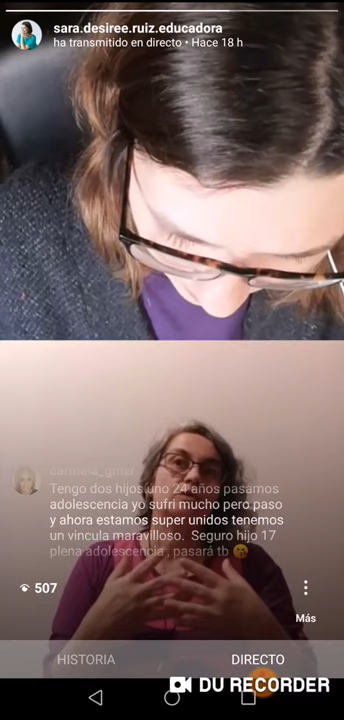 sara.desiree.ruiz.educadora
ha transmitido en directo • Hace 18 h
Tengo dos hijos uno 24 años pasamos
adolescencia yo sufri mucho pero paso
y ahora estamos super unidos tenemos
un vincula maravilloso. Seguro hijo 17
plena adolescencia , pasará tb 😘
507
Más
HISTORIA
DIRECTO
DU RECORDER